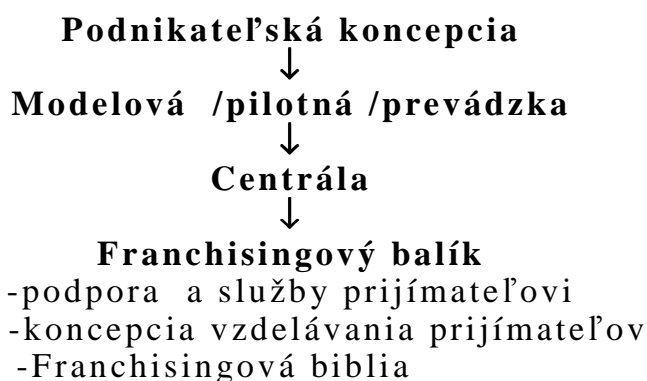 Podnikateľská koncepcia
↓
Modelová /pilotná /prevádzka
↓
Centrála
↓
Franchisingový balík
-podpora a služby prijímateľovi
-koncepcia vzdelávania prijímateľov
-Franchisingová biblia